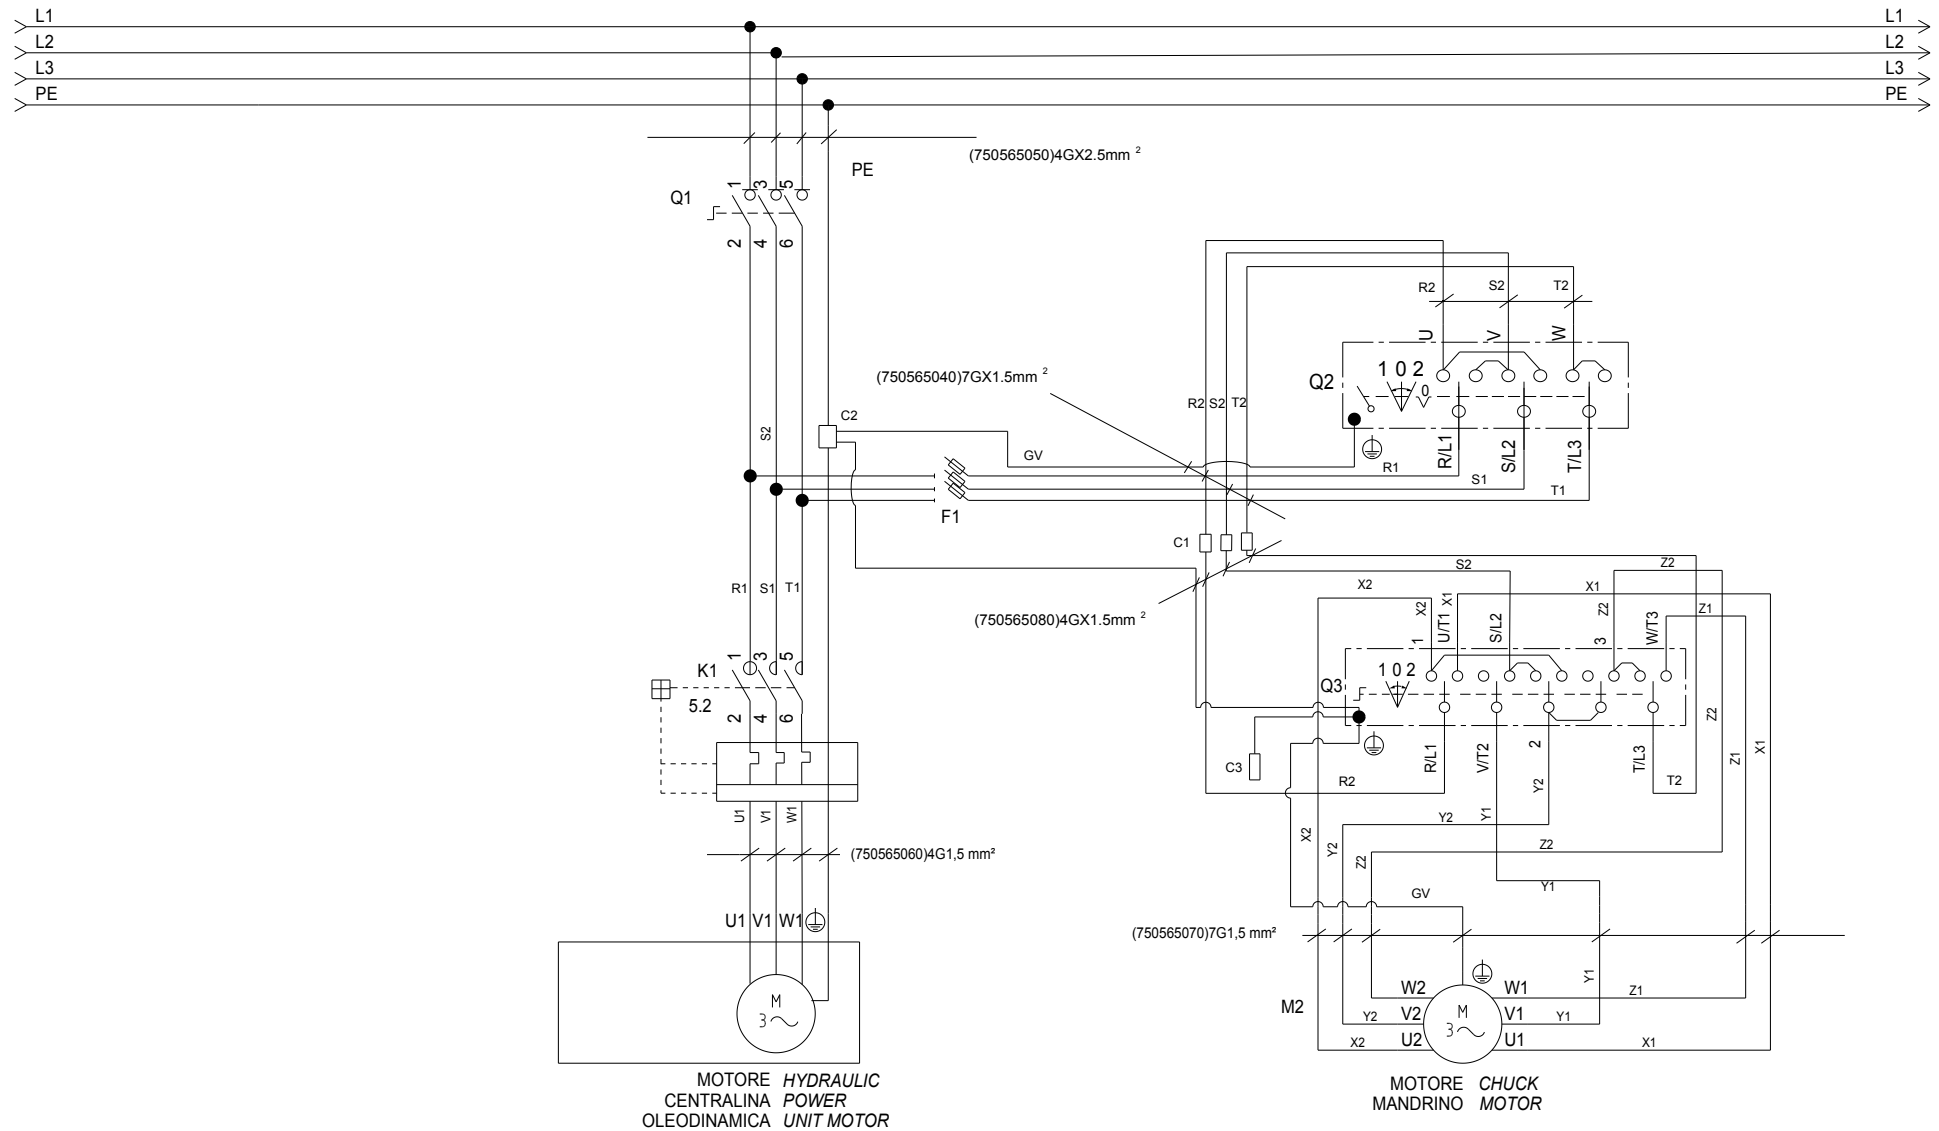 L1 L1
L2 L2
L3 L3
PE PE
(750565050)4GX2.5mm ²
PE
Q1
1 3 5
2 4 6
R2 S2 T2
U V W
(750565040)7GX1.5mm ²
Q2
1 0 2
0
R2 S2 T2
C2
S2
GV
R1
S1
T1
R/L1 S/L2 T/L3
F1
C1
S2
Z2
X2
X1
(750565080)4GX1.5mm ²
R1 S1 T1
X2 X1 Z2 Z1
1 U/T1 S/L2 3 W/T3
K1
5.2
1 3 5
2 4 6
Q3
1 0 2
Z2
Z1
X1
C3
R2
R/L1 V/T2 2 T/L3
T2
Y2
Y1
U1 V1 W1
Y2
X2
Y2
Z2
Z2
(750565060)4G1,5 mm²
Y1
GV
U1 V1 W1
(750565070)7G1,5 mm²
Y1
M
3
M2
W2 W1
Z1
M
3
Y2 V2 V1 Y1
X2 U2 U1 X1
MOTORE HYDRAULIC
CENTRALINA POWER
OLEODINAMICA UNIT MOTOR
MOTORE CHUCK
MANDRINO MOTOR